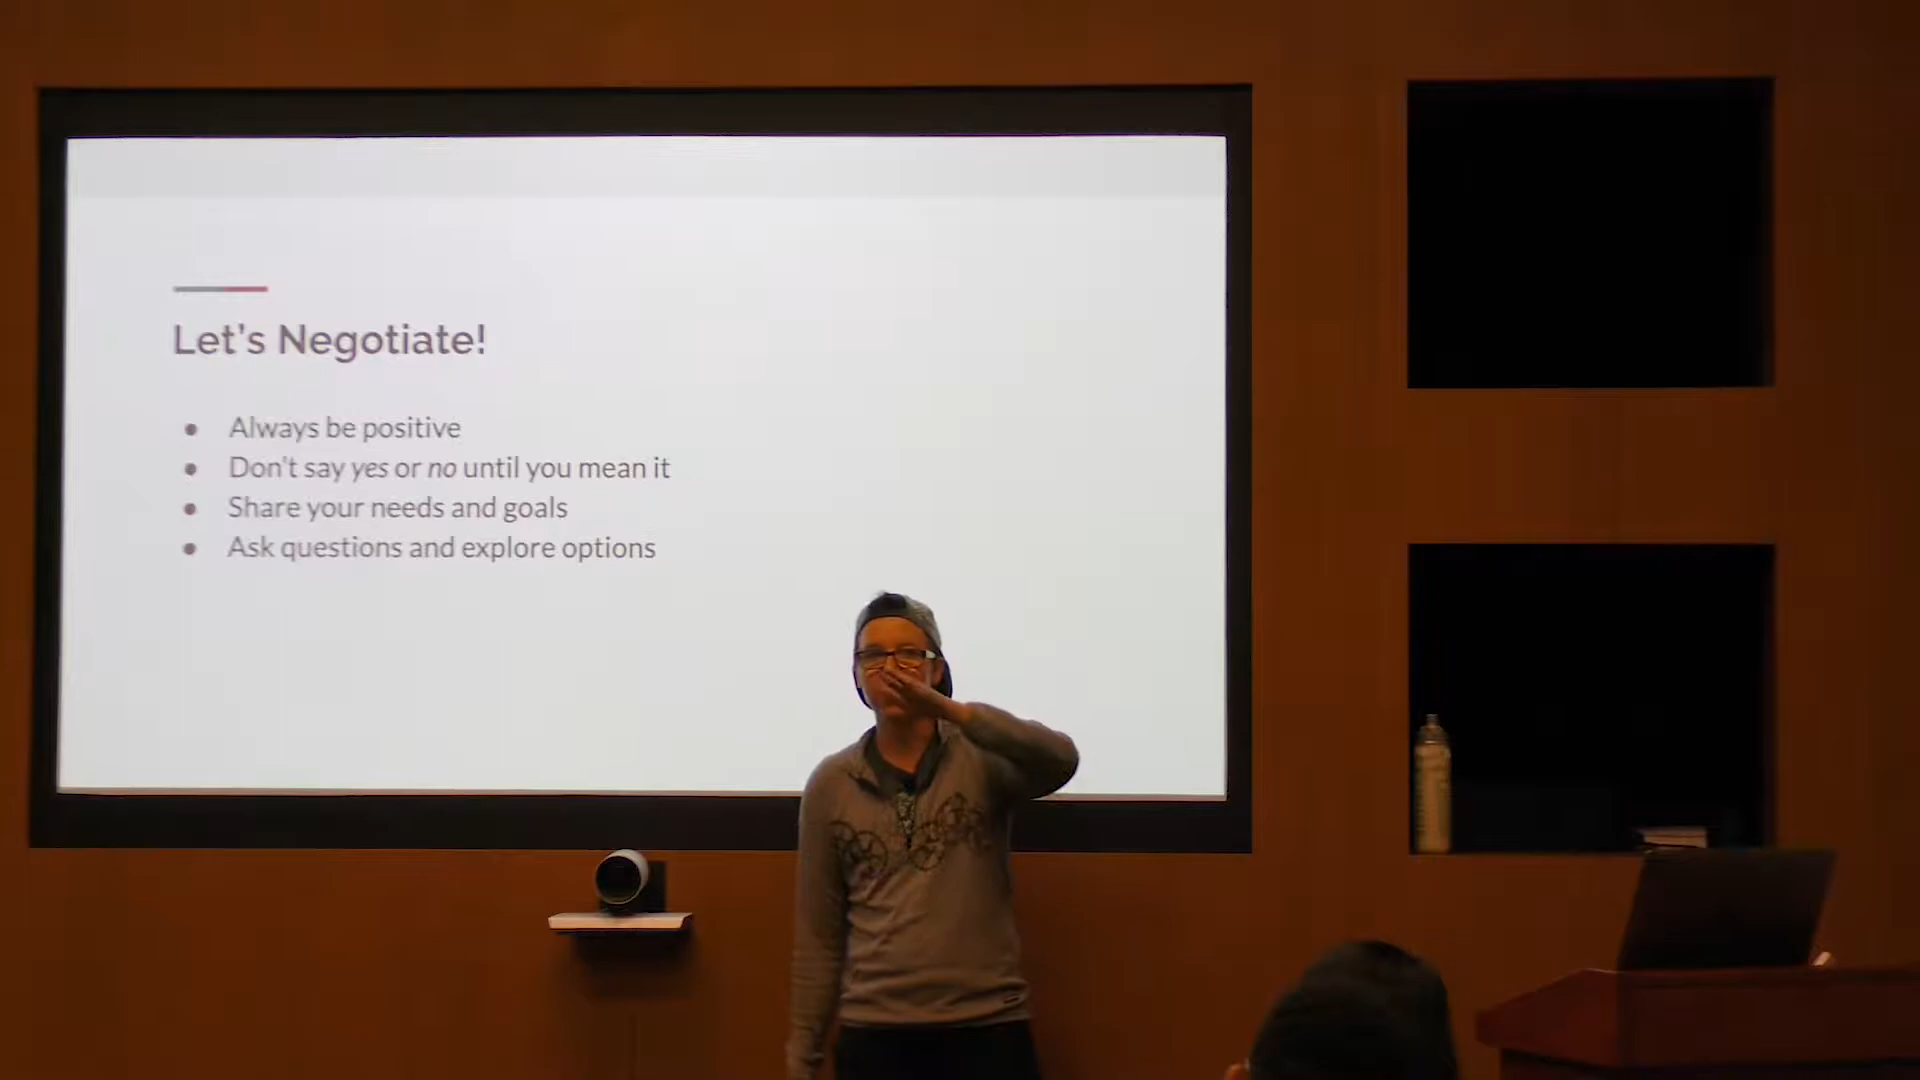 Let's Negotiate!
Always be positive
Don't say yes or no until you mean it
Share your needs and goals
Ask questions and explore options